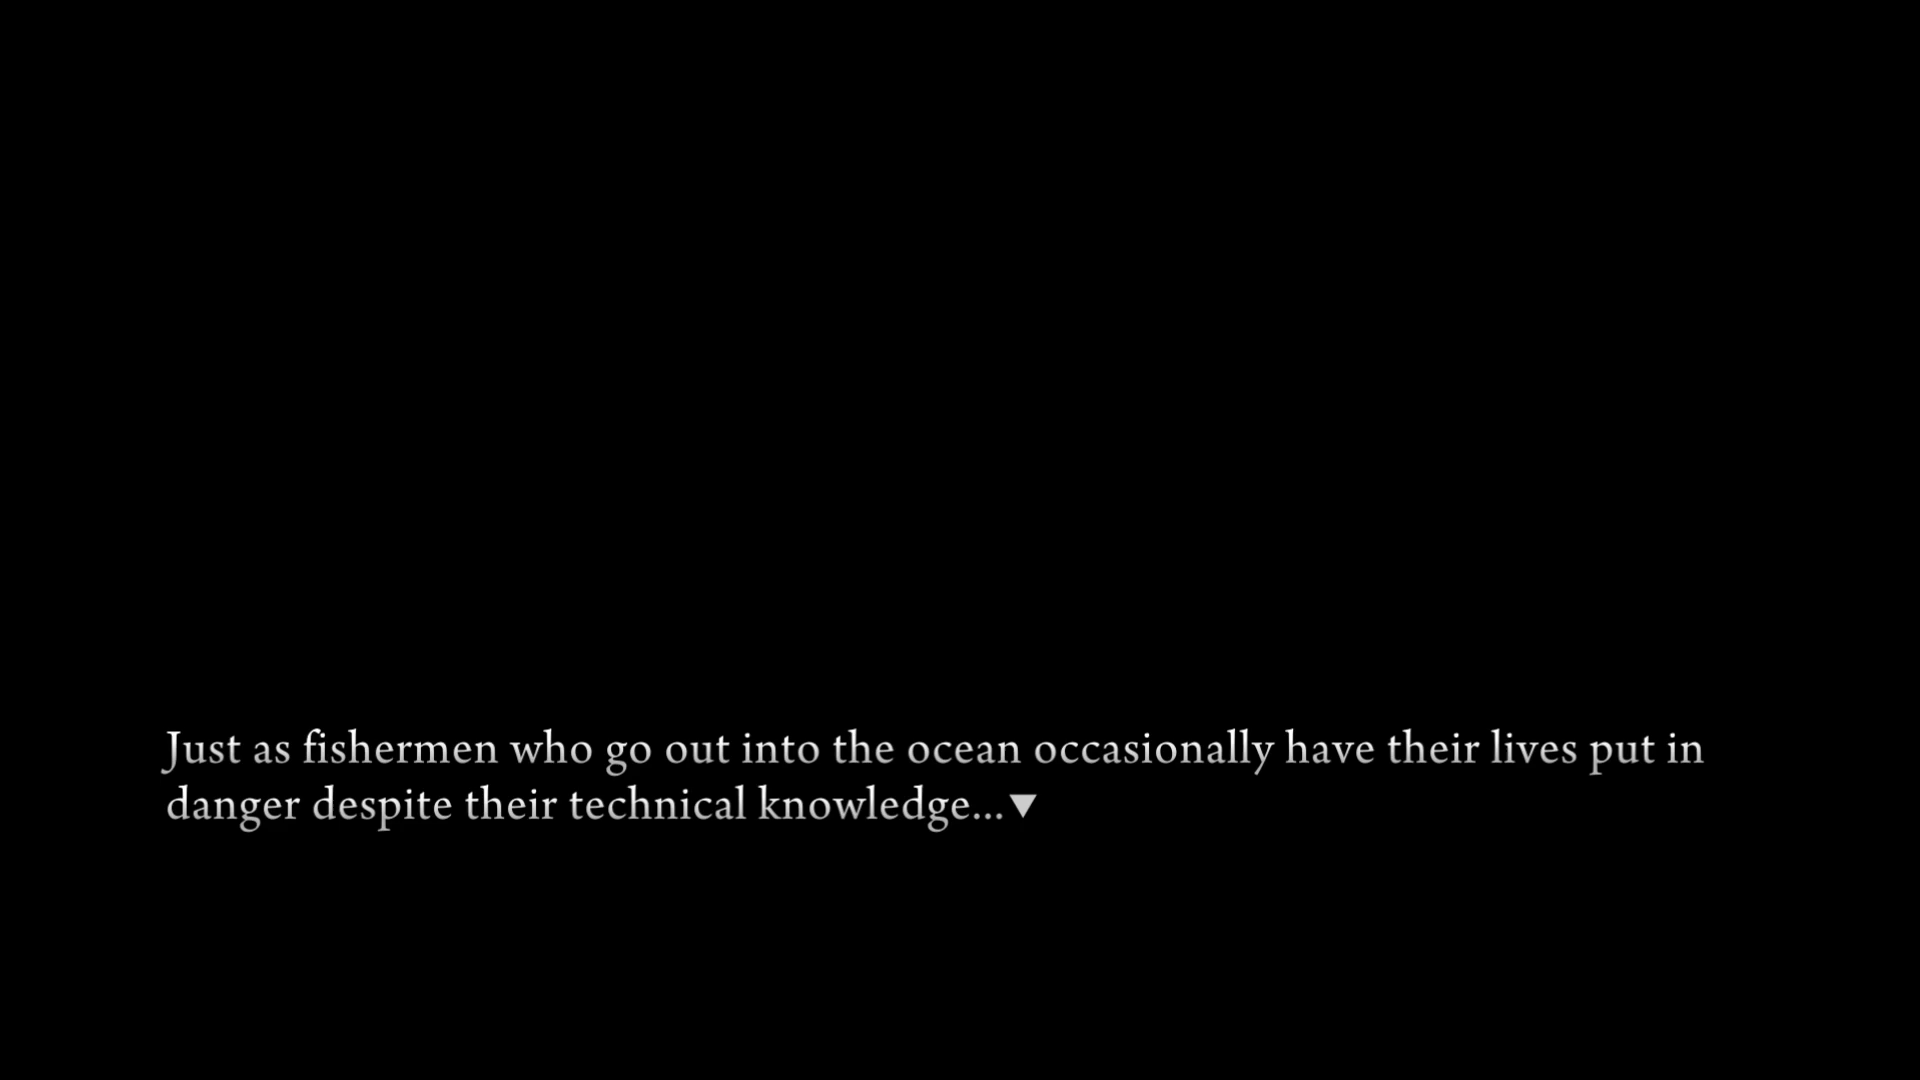 Just as fishermen who go out into the ocean occasionally have their lives put in
danger despite their technical knowledge...